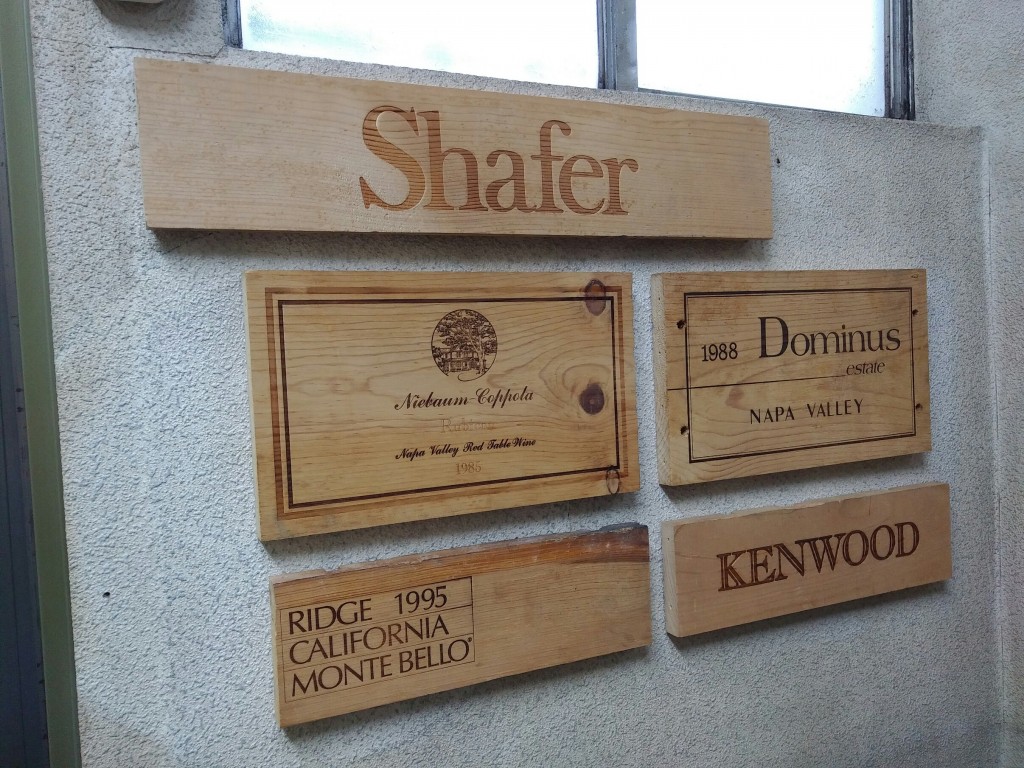 Shafer
Niebaum-Coppola
Rubicon
Napa Valley Red Table Wine
1985
1988 Dominus
estate
NAPA VALLEY
RIDGE 1995
CALIFORNIA
MONTE BELLO
KENWOOD